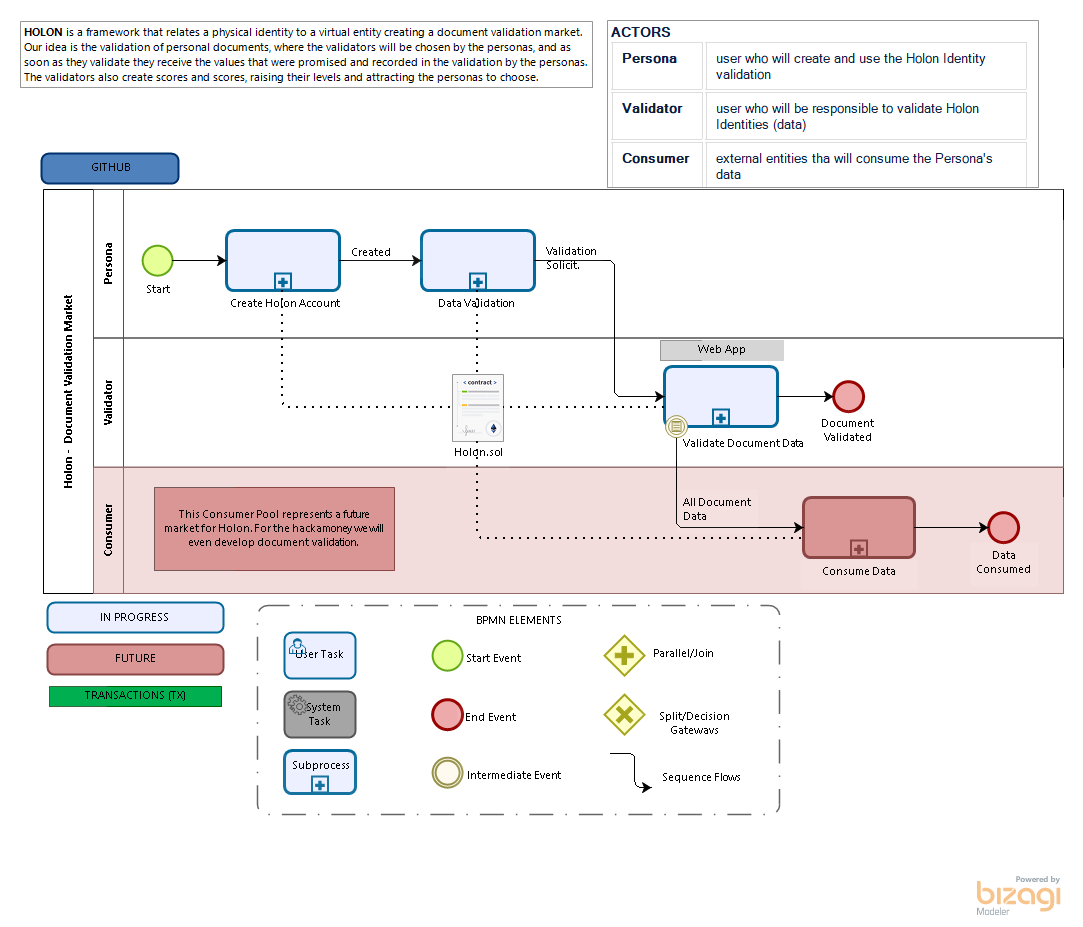 HOLON is a framework that relates a physical identity to a virtual entity creating a document validation market.
Our idea is the validation of personal documents, where the validators will be chosen by the personas, and as
soon as they validate they receive the values that were promised and recorded in the validation by the personas.
The validators also create scores and scores, raising their levels and attracting the personas to choose.
ACTORS
Persona
user who will create and use the Holon Identity
validation
Validator
user who will be responsible to validate Holon
Identities (data)
Consumer
external entities tha will consume the Persona's
data
GITHUB
Holon - Document Validation Market
Persona
Start
Create Holon Account
Created
Data Validation
Validation
Solicit.
Validator
Web App
< contract >
Holon.sol
Validate Document Data
Document
Validated
Consumer
This Consumer Pool represents a future
market for Holon. For the hackamoney we will
even develop document validation.
All Document
Data
Consume Data
Data
Consumed
IN PROGRESS
FUTURE
TRANSACTIONS (TX)
BPMN ELEMENTS
User Task
Start Event
Parallel/Join
System
Task
End Event
Split/Decision
Gateways
Subprocess
Intermediate Event
Sequence Flows
Powered by
bizagi
Modeler